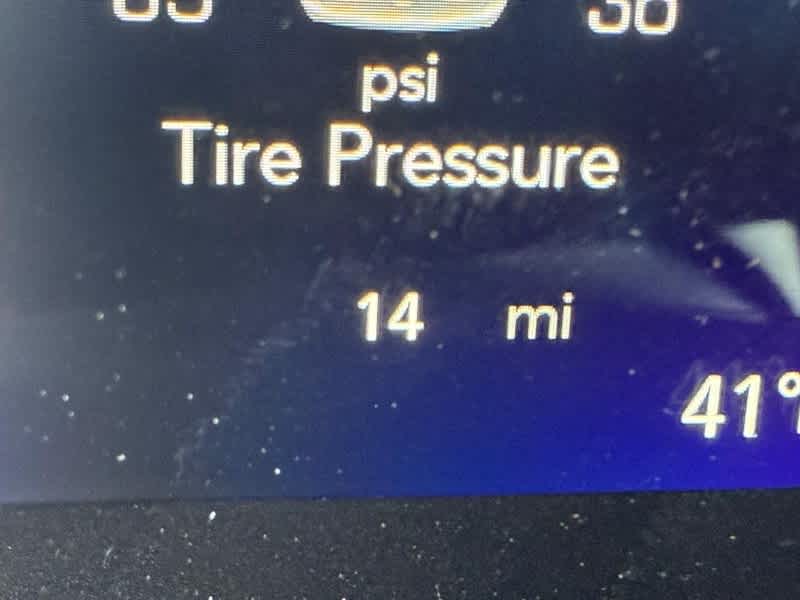 psi
Tire Pressure
14 mi
41°